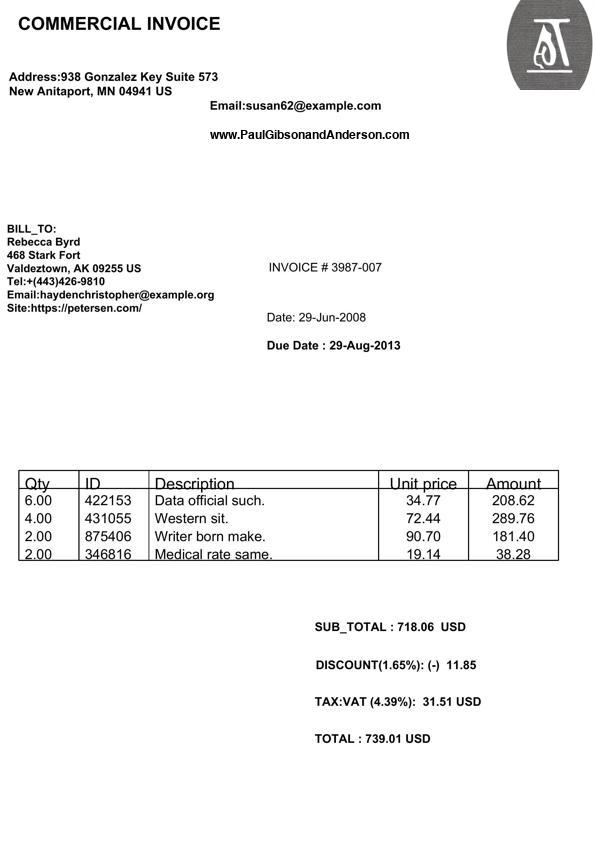 COMMERCIAL INVOICE
Address:938 Gonzalez Key Suite 573
New Anitaport, MN 04941 US
Email:susan62@example.com
www.PaulGibsonandAnderson.com
BILL_TO:
Rebecca Byrd
468 Stark Fort
Valdeztown, AK 09255 US
Tel:+(443)426-9810
Email:haydenchristopher@example.org
Site:https://petersen.com/
INVOICE # 3987-007
Date: 29-Jun-2008
Due Date : 29-Aug-2013
Qty ID Description Unit price Amount
6.00 422153 Data official such. 34.77 208.62
4.00 431055 Western sit. 72.44 289.76
2.00 875406 Writer born make. 90.70 181.40
2.00 346816 Medical rate same. 19.14 38.28
SUB_TOTAL : 718.06 USD
DISCOUNT(1.65%): (-) 11.85
TAX:VAT (4.39%): 31.51 USD
TOTAL : 739.01 USD